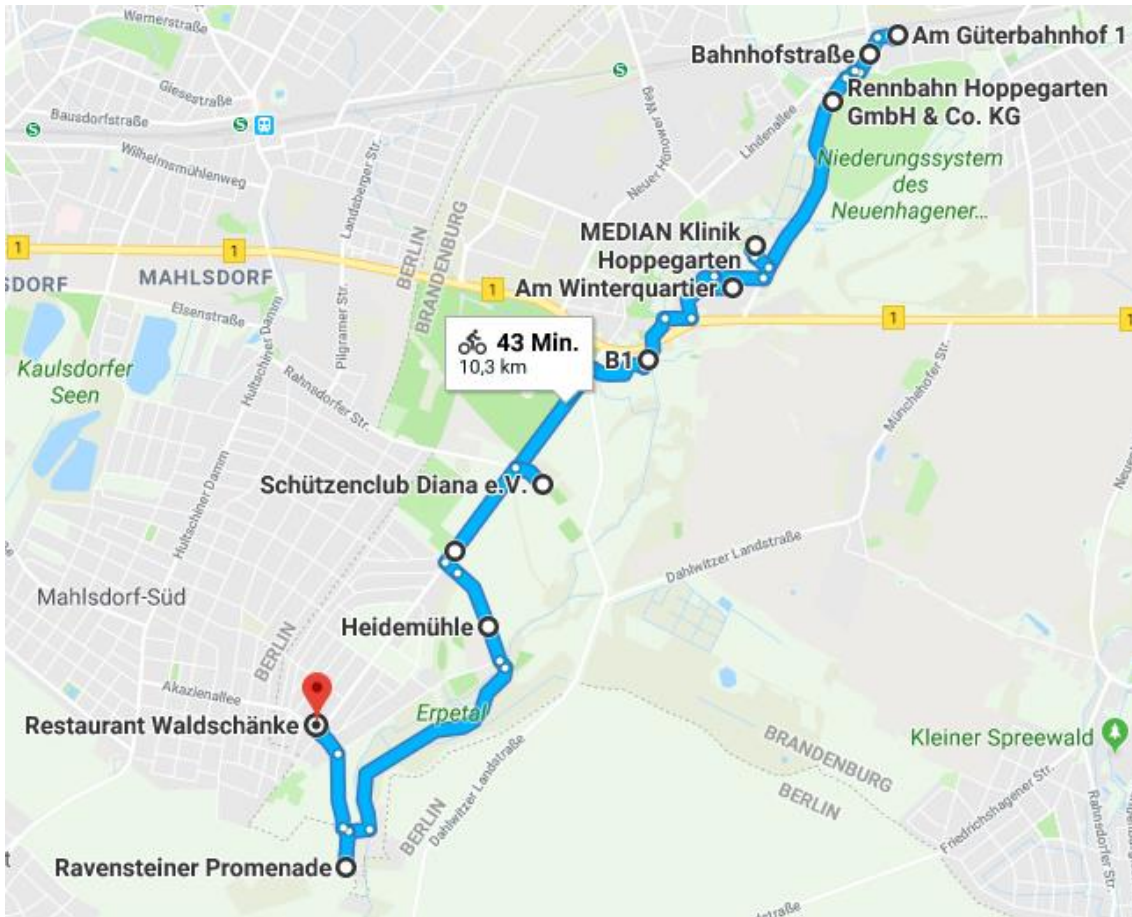 Warnerstraße
Giesestraße
Bausdorfstraße
Wilhelmsmühlenweg
S
S
S
Am Güterbahnhof 1
Bahnhofstraße
Rennbahn Hoppegarten
GmbH & Co. KG
Neuer Hönower Weg
Lindenallee
Landsberger Str.
Niederungssystem
des
Neuenhagener...
MEDIAN Klinik
Hoppegarten
BERLIN
BRANDENBURG
1
MAHLSDORF
SDORF
1
Am Winterquartier
1
1
Elsenstraße
Pilgramer Str.
Hultschiner Damm
43 Min.
10,3 km
B1
Kaulsdorfer
Seen
Rahnsdorfer Str.
Münchehofer Str.
Schützenclub Diana e.V.
Hultschiner Damm
Dahlwitzer Landstraße
Mahlsdorf-Süd
Heidemühle
BERLIN
Akazienallee
Restaurant Waldschänke
Erpetal
BRANDENBURG
BERLIN
Kleiner Spreewald
Dahlwitzer Landstraße
BERLIN
Friedrichshagener Str.
Rahnsdorfer Str.
Ravensteiner Promenade